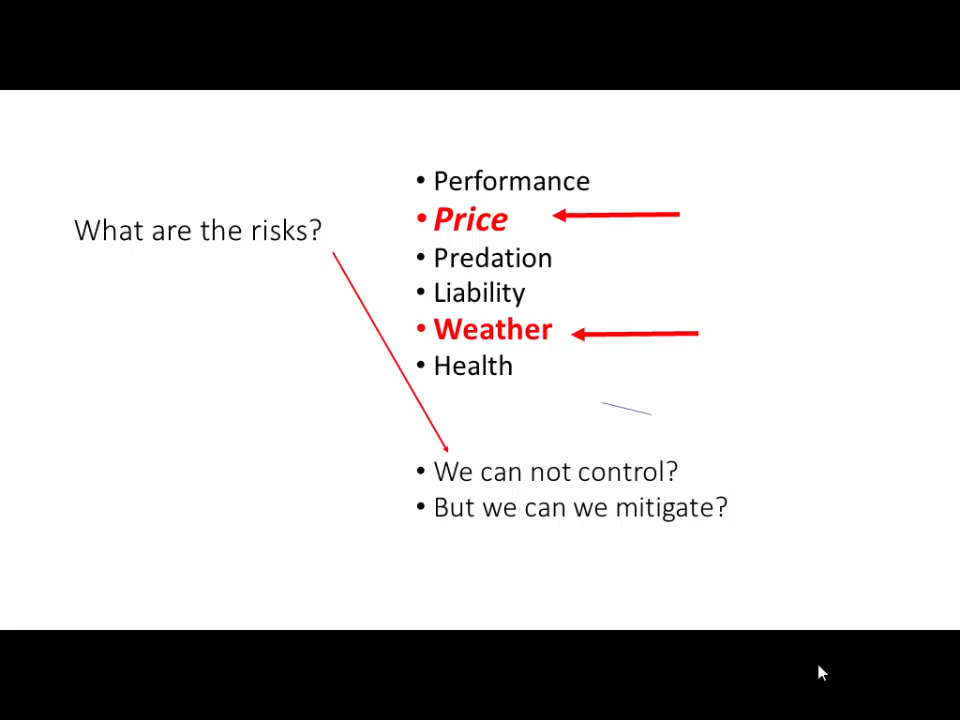 What are the risks?
• Performance
• Price
• Predation
• Liability
• Weather
• Health
• We can not control?
• But we can we mitigate?